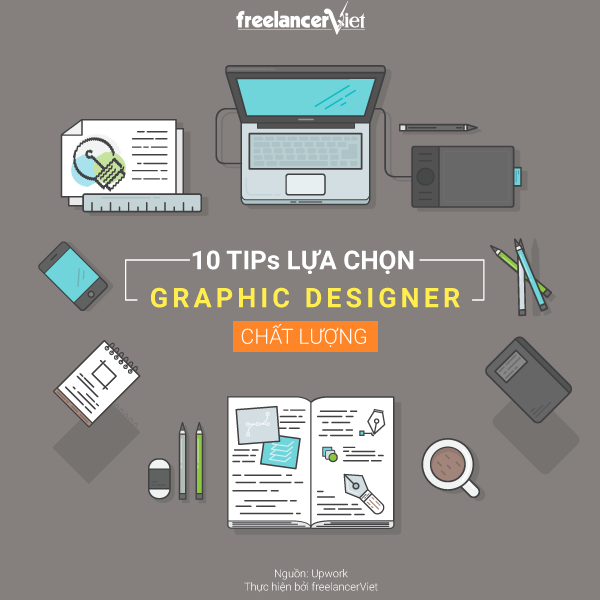 freelancerViet
10 TIPs LỰA CHỌN
GRAPHIC DESIGNER
CHẤT LƯỢNG
Nguồn: Upwork
Thực hiện bởi freelancerViet